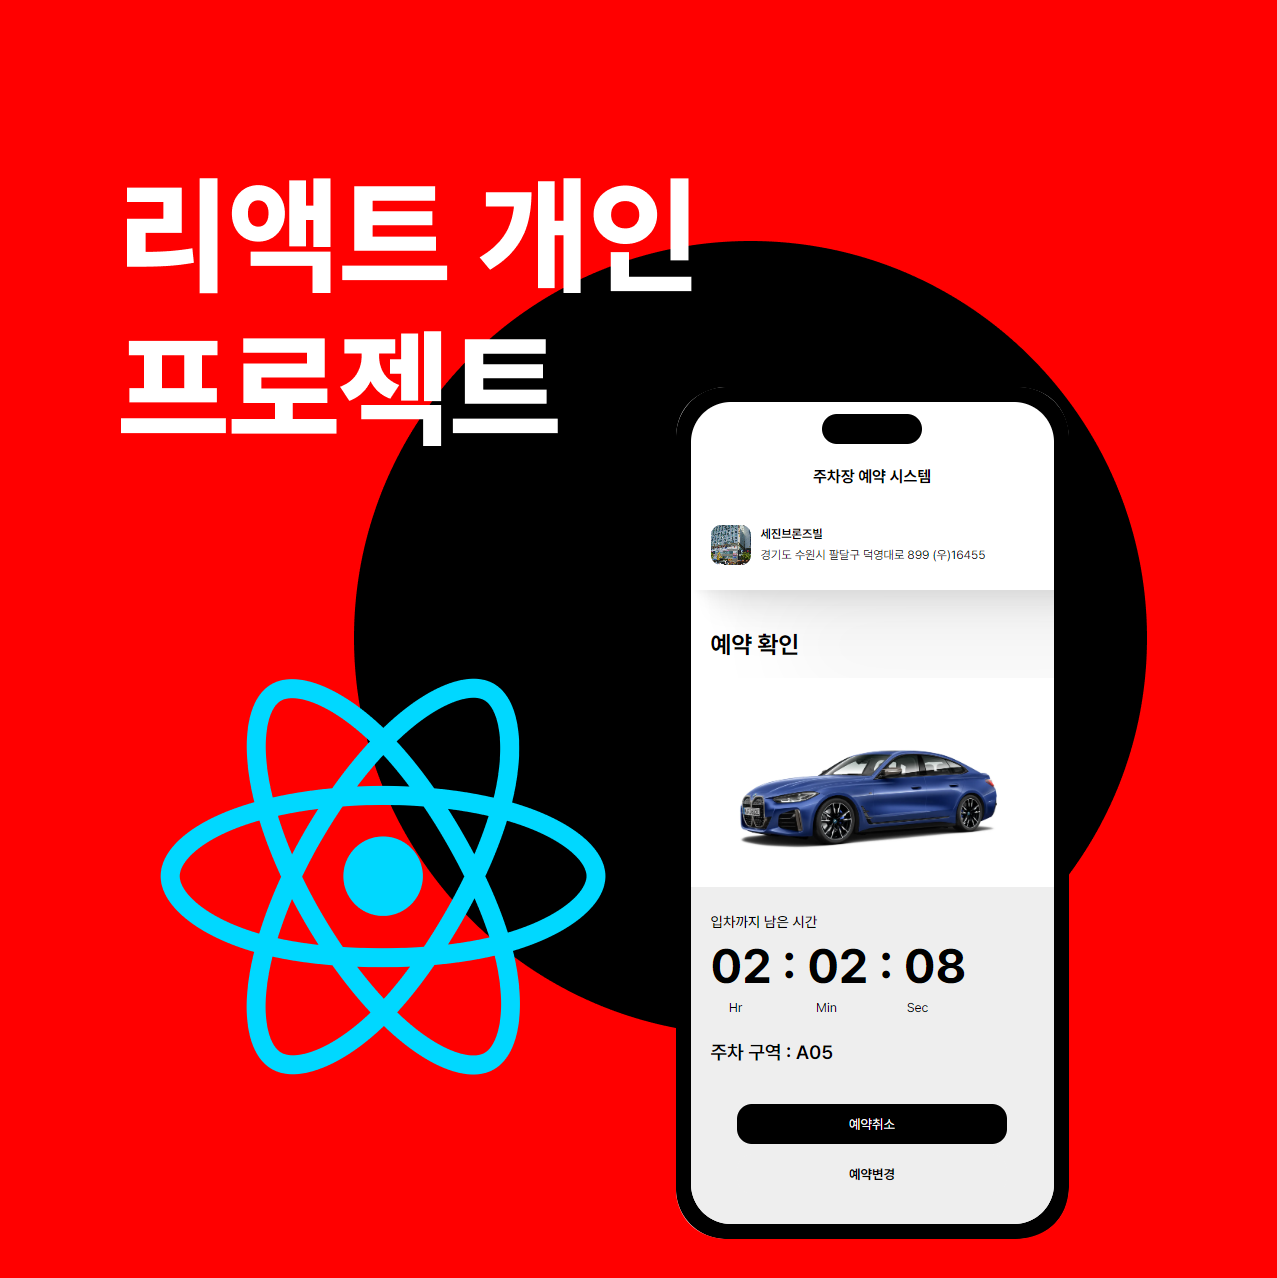 리액트 개인
프로젝트
주차장 예약 시스템
세진브론즈빌
경기도 수원시 팔달구 덕영대로 899 (우)16455
예약 확인
입차까지 남은 시간
02 : 02 : 08
Hr Min Sec
주차 구역 : A05
예약취소
예약변경